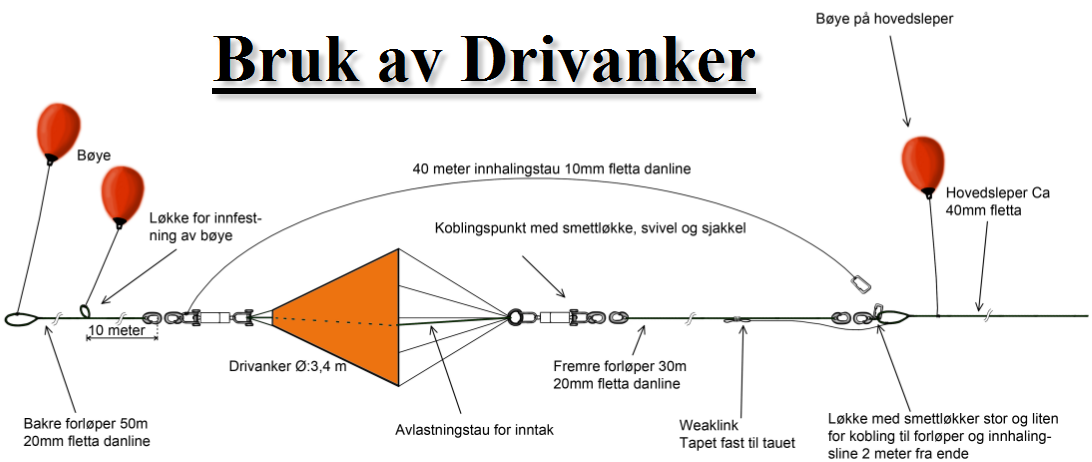 Bøye på hovedsleper
Bruk av Drivanker
Bøye
40 meter innhalingstau 10mm fletta danline
Hovedsleper Ca
40mm fletta
Løkke for innfest-
ning av bøye
Koblingspunkt med smettløkke, svivel og sjakkel
10 meter
Drivanker Ø:3,4 m
Fremre forløper 30m
20mm fletta danline
Bakre forløper 50m
20mm fletta danline
Avlastningstau for inntak
Weaklink
Tapet fast til tauet
Løkke med smettløkker stor og liten
for kobling til forløper og innhaling-
sline 2 meter fra ende